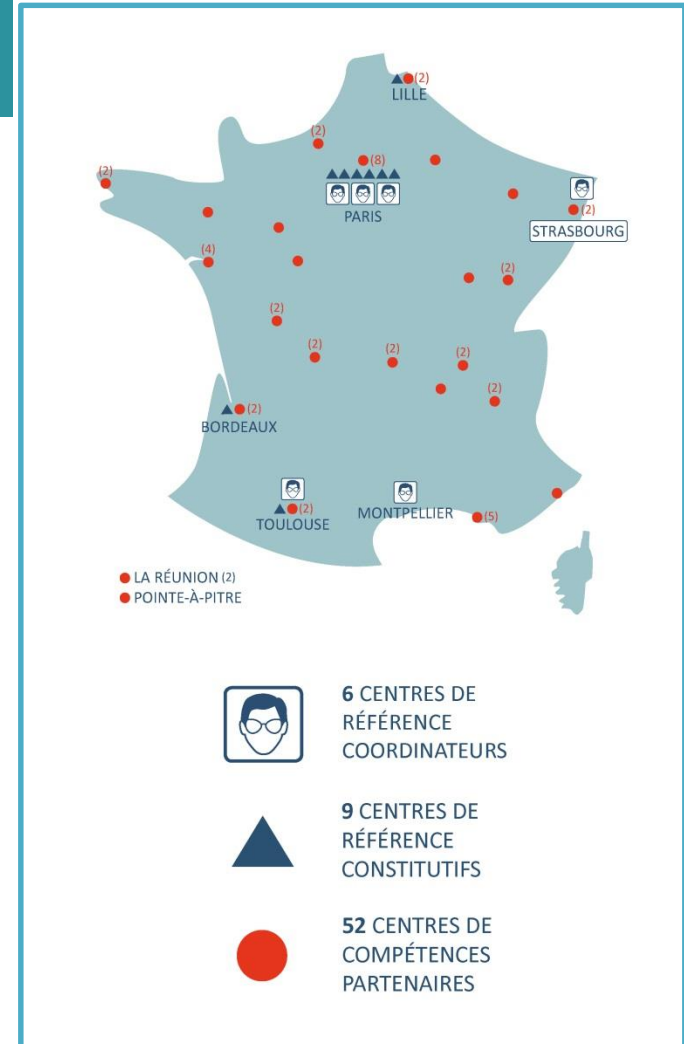 (2)
LILLE
(2)
(8)
PARIS
(2)
(2)
STRASBOURG
(4)
(2)
(2)
(2)
(2)
(2)
(2)
(2)
BORDEAUX
(2)
TOULOUSE
MONTPELLIER
(5)
LA RÉUNION (2)
POINTE-À-PITRE
6 CENTRES DE
RÉFÉRENCE
COORDINATEURS
9 CENTRES DE
RÉFÉRENCE
CONSTITUTIFS
52 CENTRES DE
COMPÉTENCES
PARTENAIRES